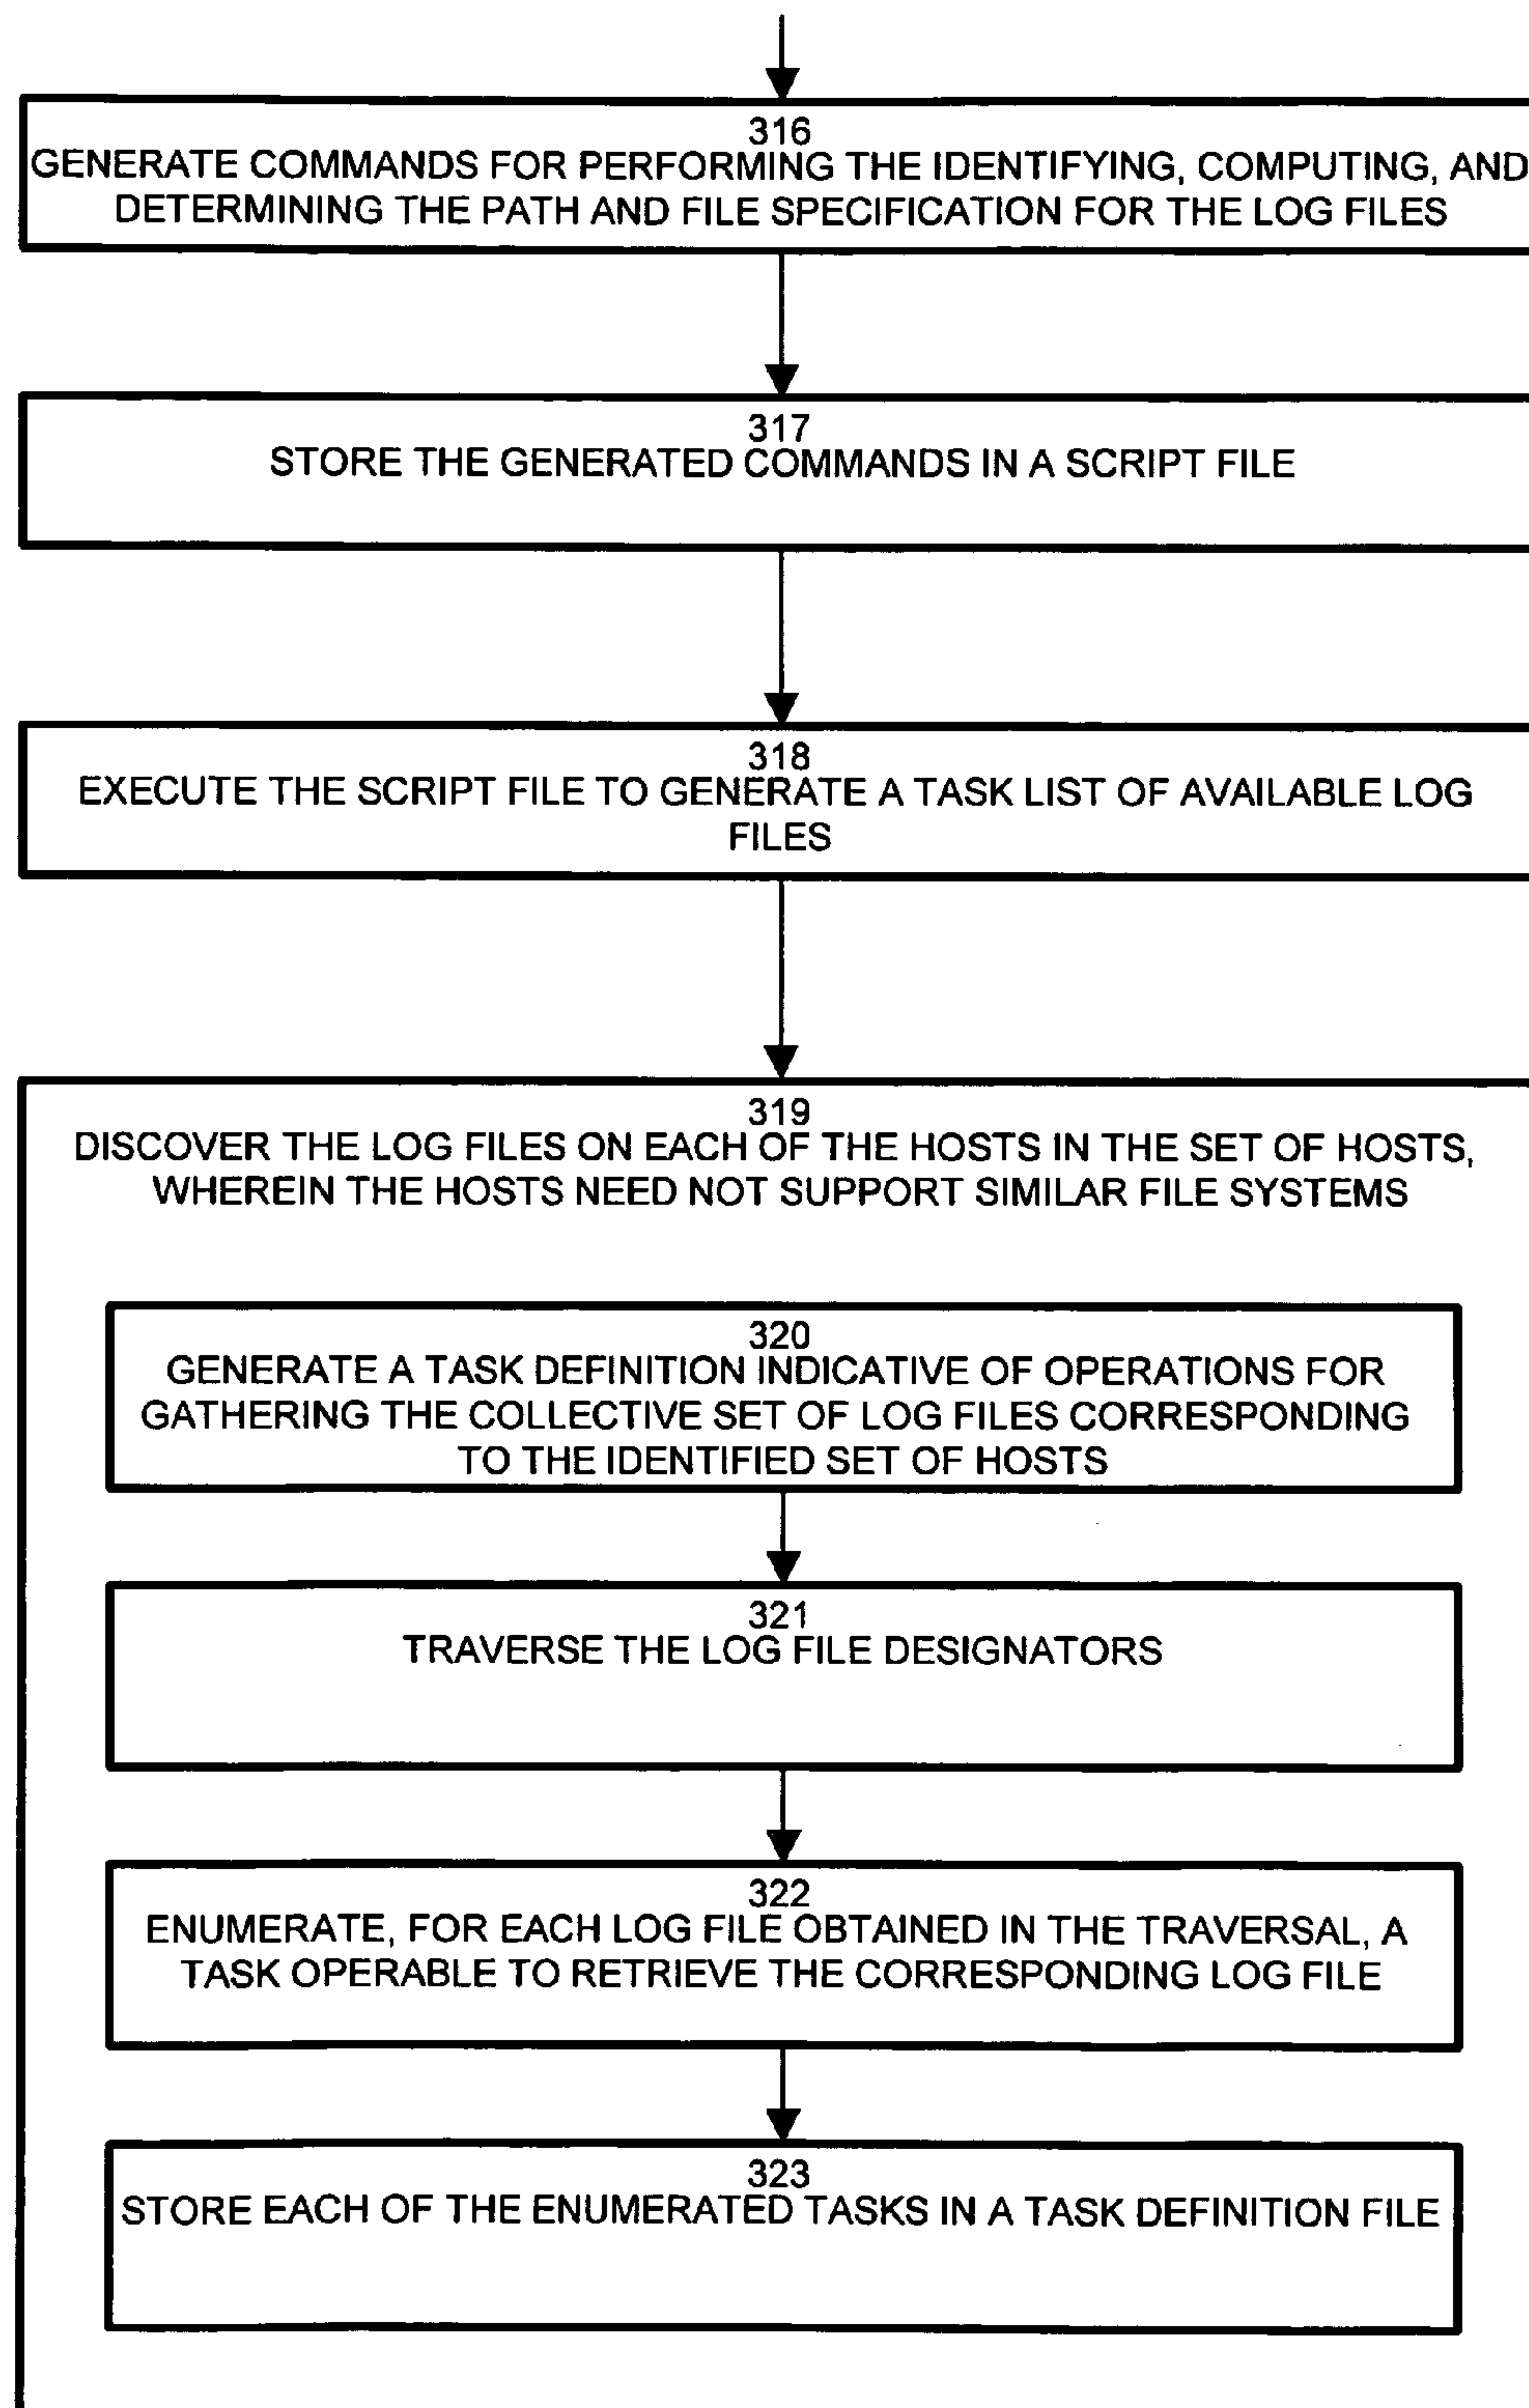 316
GENERATE COMMANDS FOR PERFORMING THE IDENTIFYING, COMPUTING, AND
DETERMINING THE PATH AND FILE SPECIFICATION FOR THE LOG FILES
317
STORE THE GENERATED COMMANDS IN A SCRIPT FILE
318
EXECUTE THE SCRIPT FILE TO GENERATE A TASK LIST OF AVAILABLE LOG
FILES
319
DISCOVER THE LOG FILES ON EACH OF THE HOSTS IN THE SET OF HOSTS,
WHEREIN THE HOSTS NEED NOT SUPPORT SIMILAR FILE SYSTEMS
320
GENERATE A TASK DEFINITION INDICATIVE OF OPERATIONS FOR
GATHERING THE COLLECTIVE SET OF LOG FILES CORRESPONDING
TO THE IDENTIFIED SET OF HOSTS
321
TRAVERSE THE LOG FILE DESIGNATORS
322
ENUMERATE, FOR EACH LOG FILE OBTAINED IN THE TRAVERSAL, A
TASK OPERABLE TO RETRIEVE THE CORRESPONDING LOG FILE
323
STORE EACH OF THE ENUMERATED TASKS IN A TASK DEFINITION FILE